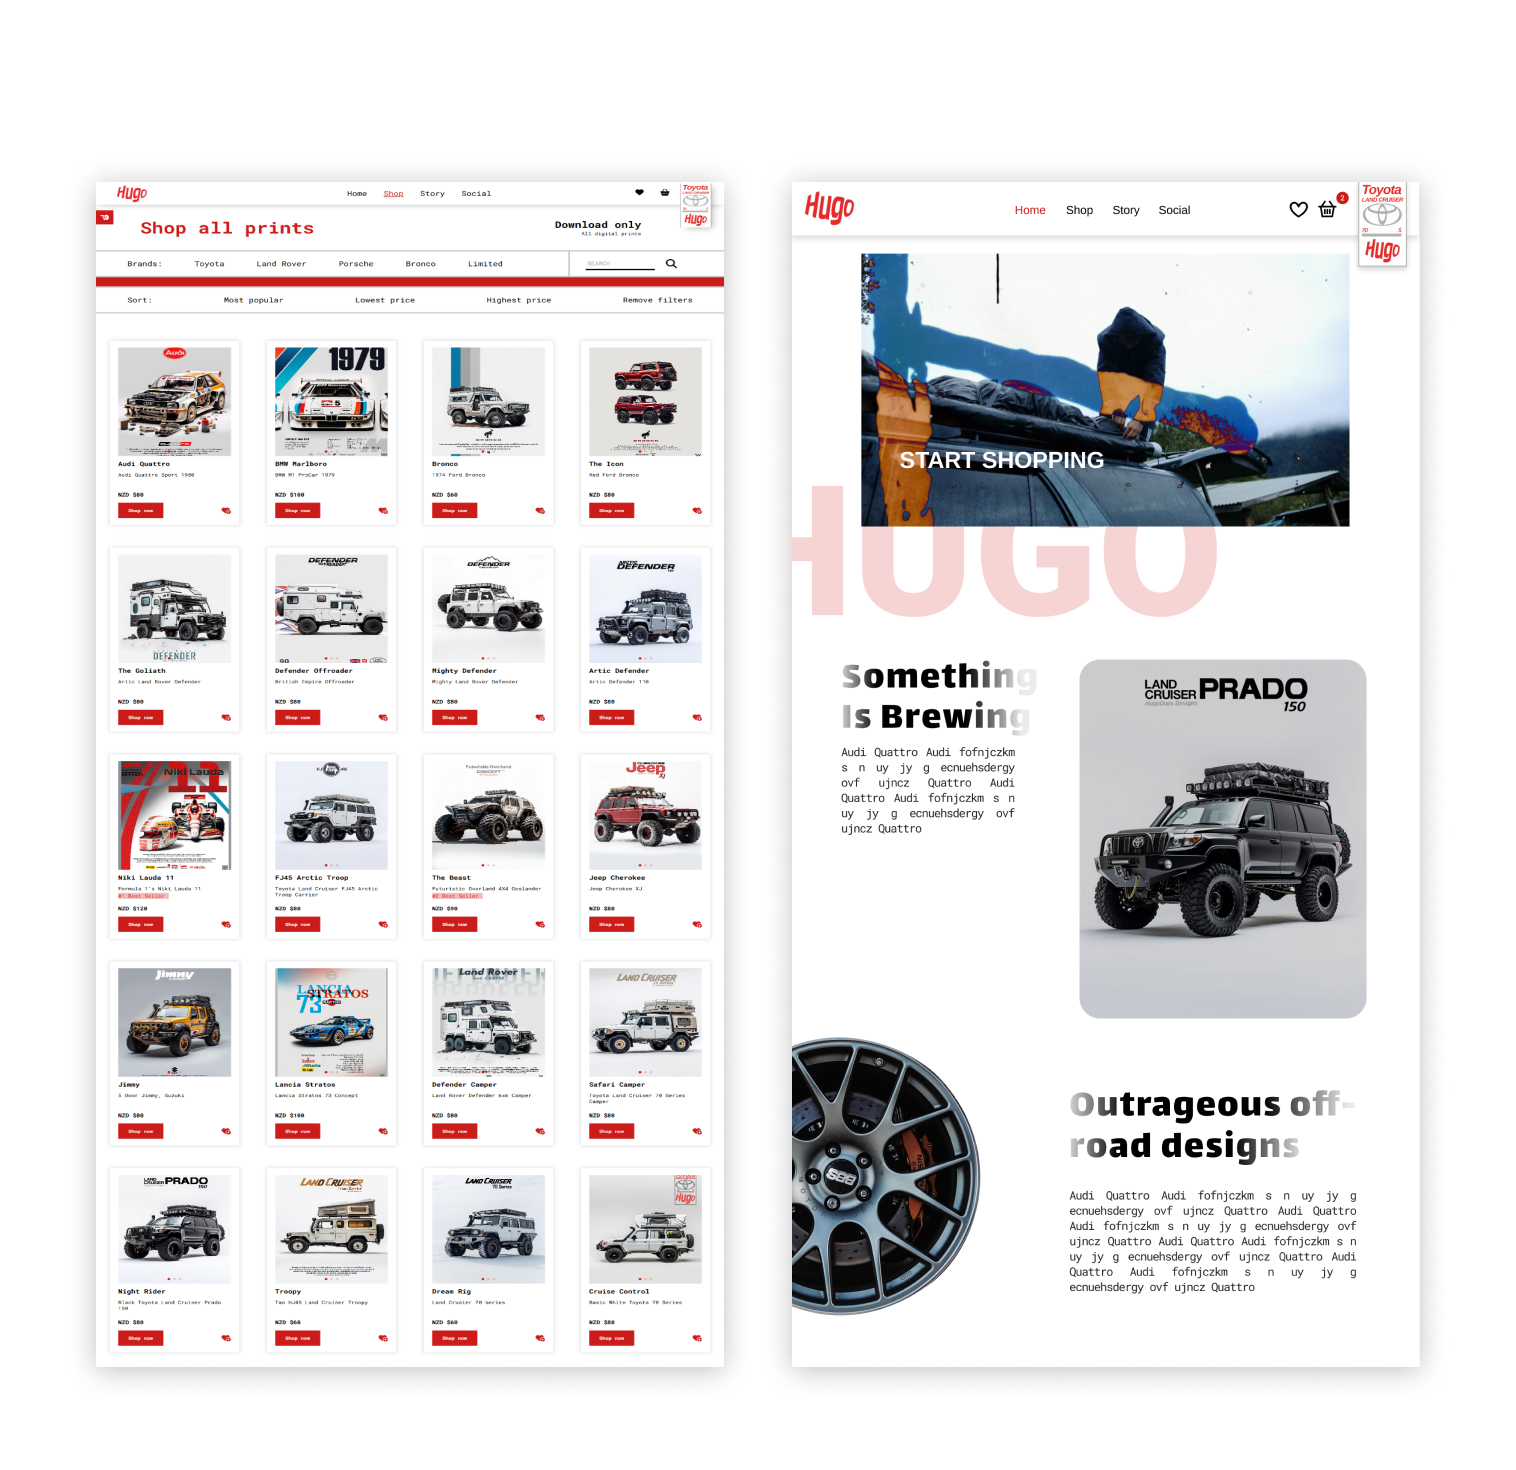 Hugo
Home Shop Story Social
Toyota
LAND CRUISER
Hugo
Shop all prints
Download only
All digital prints
Brands: Toyota Land Rover Porsche Bronco Limited
SEARCH
Sort: Most popular Lowest price Highest price Remove filters
Audi
1979
BRONCO
Audi Quattro
Audi Quattro Sport 1980
NZD $80
Shop now
BMW Marlboro
BMW M1 ProCar 1979
NZD $100
Shop now
Bronco
1974 Ford Bronco
NZD $60
Shop now
The Icon
Red Ford Bronco
NZD $80
Shop now
DEFENDER
DEFENDER
DEFENDER
DEFENDER
The Goliath
Artic Land Rover Defender
NZD $80
Shop now
Defender Offroader
British Empire Offroader
NZD $80
Shop now
Mighty Defender
Mighty Land Rover Defender
NZD $80
Shop now
Artic Defender
Artic Defender 110
NZD $80
Shop now
Niki Lauda
11
Futuristic Overland
CONCEPT
Jeep
XJ
Niki Lauda 11
Formula 1's Niki Lauda 11
#1 Best Seller
NZD $120
Shop now
FJ45 Arctic Troop
Toyota Land Cruiser FJ45 Arctic
Troop Carrier
NZD $80
Shop now
The Beast
Futuristic Overland 4X4 Gealander
#2 Best Seller
NZD $90
Shop now
Jeep Cherokee
Jeep Cherokee XJ
NZD $80
Shop now
Jimmy
LANCIA
STRATOS
73
Land Rover
6x6 CAMPER
LAND CRUISER
Jimmy
5 Door Jimmy, Suzuki
NZD $80
Shop now
Lancia Stratos
Lancia Stratos 73 Concept
NZD $100
Shop now
Defender Camper
Land Rover Defender 6x6 Camper
NZD $80
Shop now
Safari Camper
Toyota Land Cruiser 70 Series
Camper
NZD $80
Shop now
LAND
CRUISER PRADO
150
LAND CRUISER
LAND CRUISER
70 Series
Hugo
Night Rider
Black Toyota Land Cruiser Prado
150
NZD $80
Shop now
Troopy
Tan HJ45 Land Cruiser Troopy
NZD $60
Shop now
Dream Rig
Land Crusier 70 series
NZD $60
Shop now
Cruise Control
Basic White Toyota 70 Series
NZD $80
Shop now
Hugo
Home Shop Story Social
2
Toyota
LAND CRUISER
70 S
Hugo
START SHOPPING
HUGO
Something
Is Brewing
Audi Quattro Audi fofnjczkm
s n uy jy g ecnuehsdergy
ovf ujncz Quattro Audi
Quattro Audi fofnjczkm s n
uy jy g ecnuehsdergy ovf
ujncz Quattro
LAND
CRUISER PRADO
HugoDoes Designs
150
Outrageous off-
road designs
Audi Quattro Audi fofnjczkm s n uy jy g
ecnuehsdergy ovf ujncz Quattro Audi Quattro
Audi fofnjczkm s n uy jy g ecnuehsdergy ovf
ujncz Quattro Audi Quattro Audi fofnjczkm s n
uy jy g ecnuehsdergy ovf ujncz Quattro Audi
Quattro Audi fofnjczkm s n uy jy g
ecnuehsdergy ovf ujncz Quattro